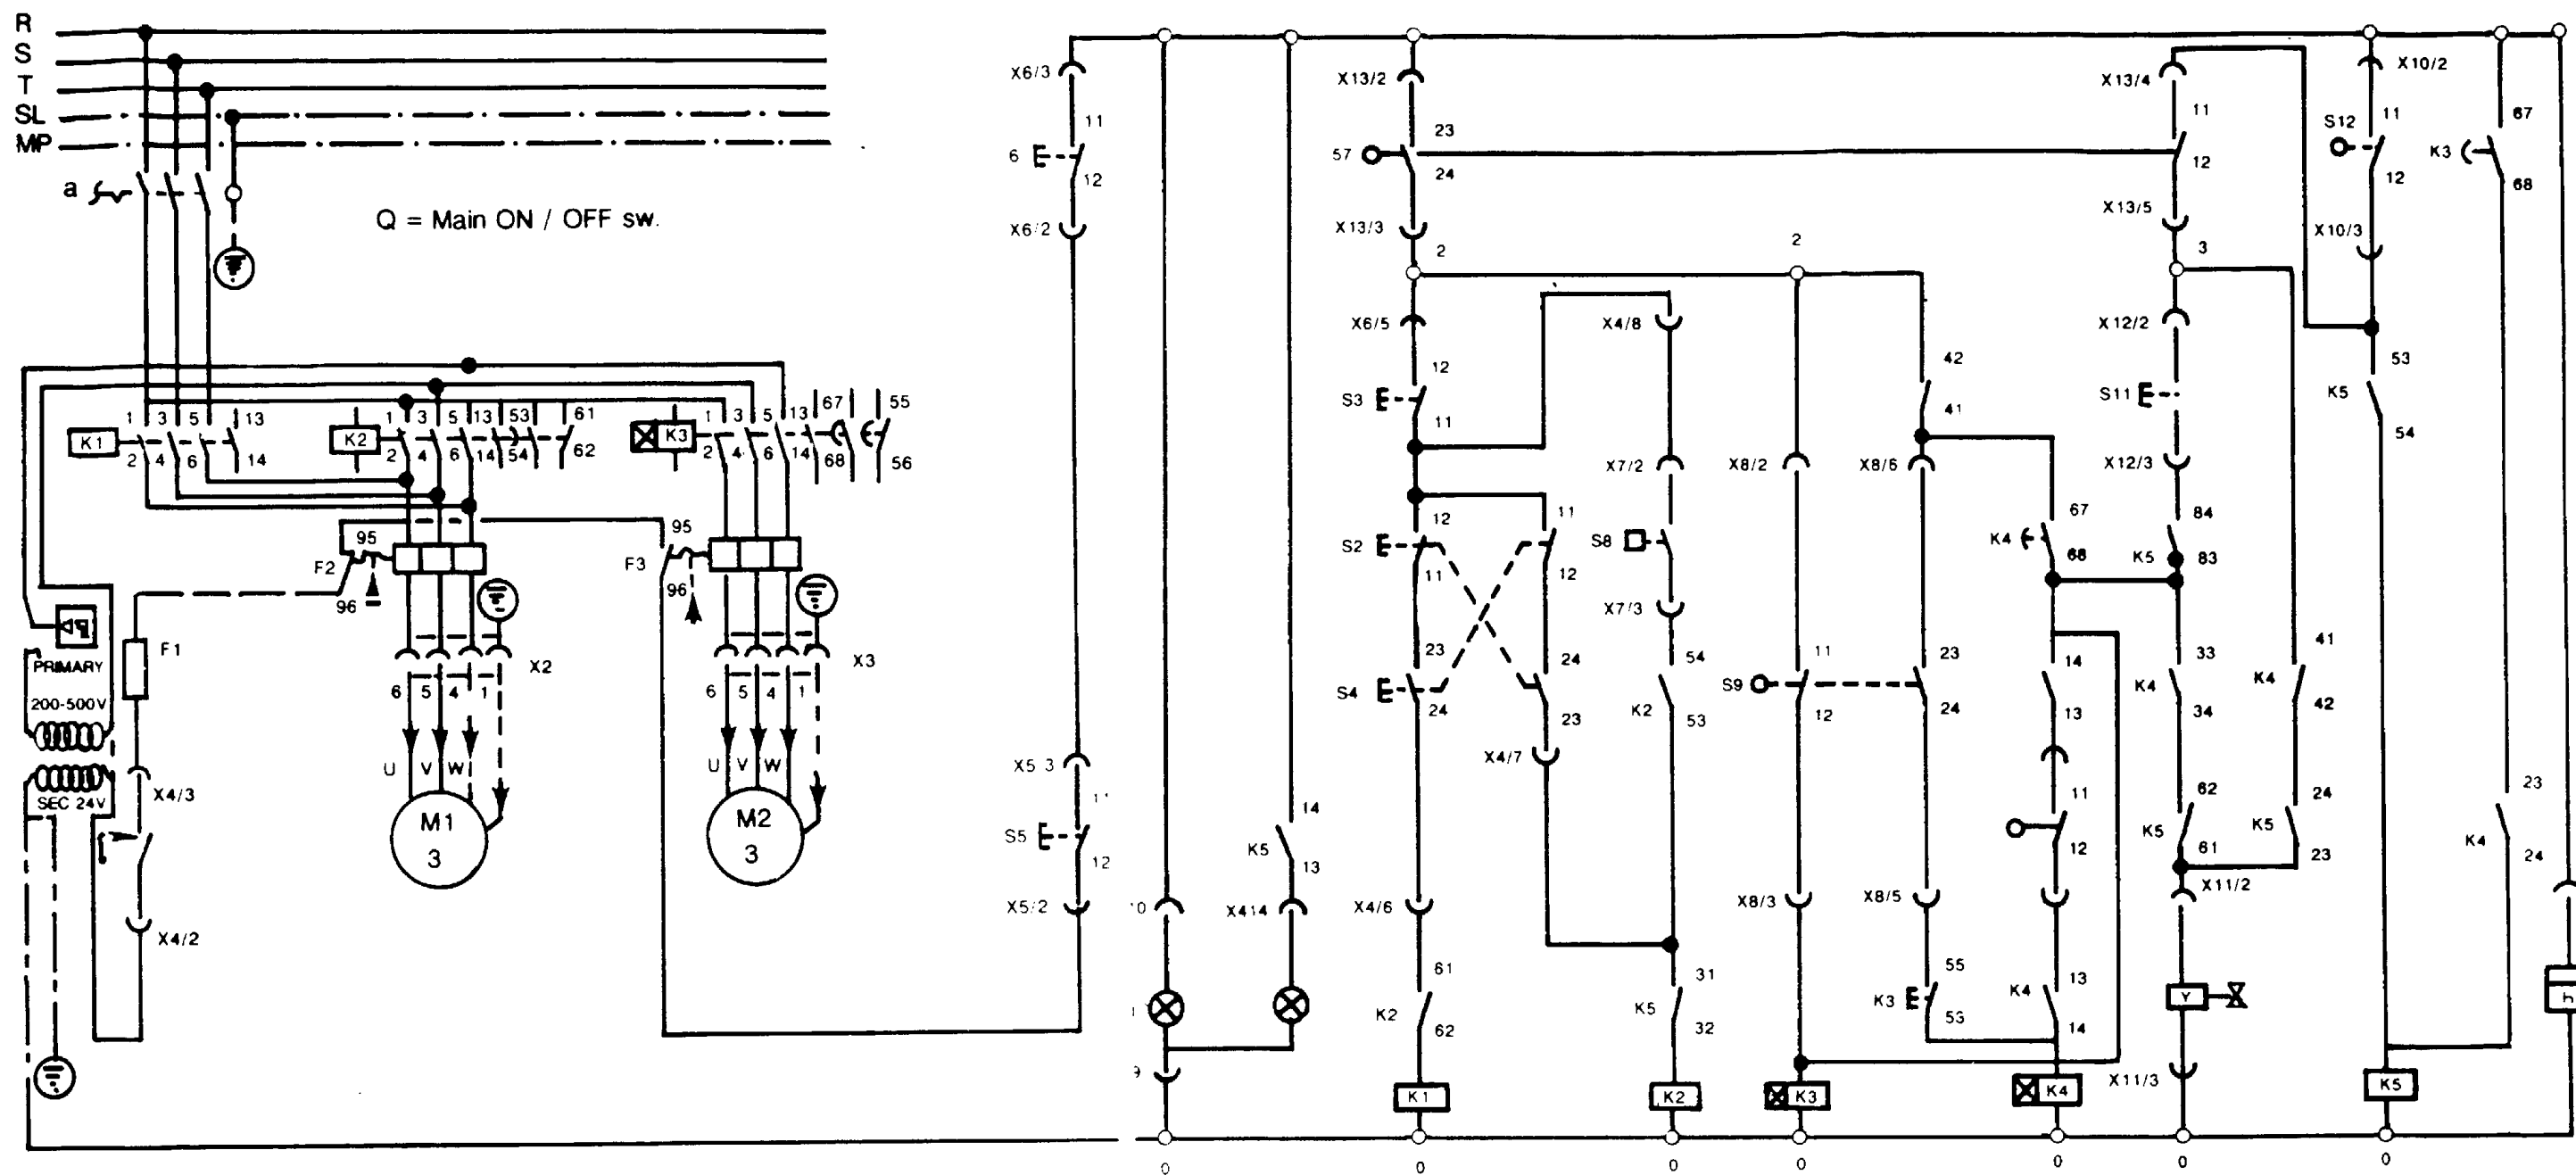 R
S
T
SL
MP
a
Q = Main ON / OFF sw.
1 3 5 13
K1
2 4 6 14
1 3 5 13 53 61
K2
2 4 6 14 54 62
1 3 5 13 67 55
K3
2 4 6 14 68 56
95
F2
96
95
F3
96
F1
PRIMARY
200-500V
SEC 24V
X4/3
X4/2
X2
6 5 4 1
U V W
M1
3
X3
6 5 4 1
U V W
M2
3
X6/3
11
6
12
X6/2
X5 3
11
S5
12
X5/2
10
9
0
14
K5
13
X414
X13/2
23
57
24
X13/3
2
X6/5
12
S3
11
12
S2
11
23
S4
24
X4/6
61
K2
62
K1
0
11
12
24
23
X4/7
X4/8
X7/2
S8
X7/3
54
K2
53
31
K5
32
K2
0
2
X8/2
11
S9
12
X8/3
K3
0
42
41
X8/6
23
24
X8/5
55
K3
53
67
K4
68
14
13
11
12
13
K4
14
K4
0
X13/4
11
12
X13/5
3
X12/2
S11
X12/3
84
K5
83
33
K4
34
62
K5
61
X11/2
Y
X11/3
0
41
K4
42
24
K5
23
X10/2
S12
11
12
X10/3
53
K5
54
K5
0
67
K3
68
23
K4
24
h